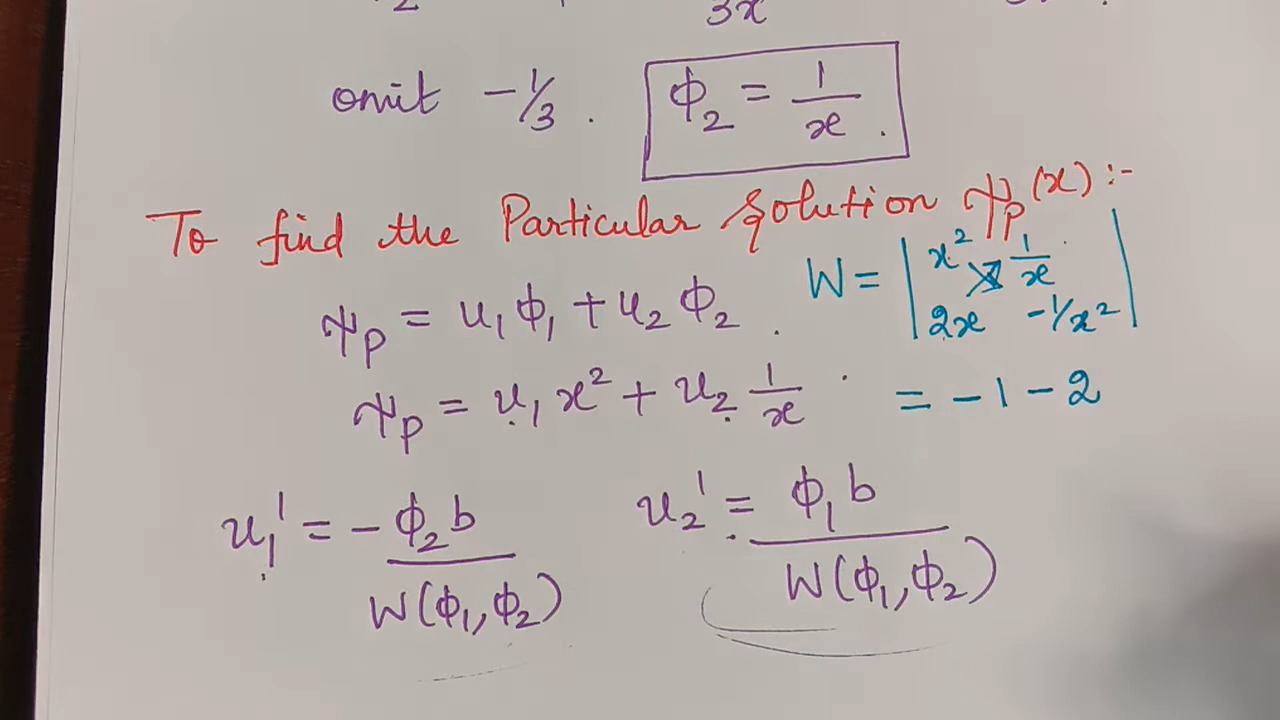 3x
omit -1/3 . ϕ₂ = 1/x .
To find the Particular Solution ψₚ(x) :-
ψₚ = u₁ϕ₁ + u₂ϕ₂ . W = | x² 1/x |
| 2x -1/x² |
ψₚ = u₁x² + u₂ 1/x . = -1-2
u₁' = -ϕ₂b / W(ϕ₁,ϕ₂) u₂' = ϕ₁b / W(ϕ₁,ϕ₂)